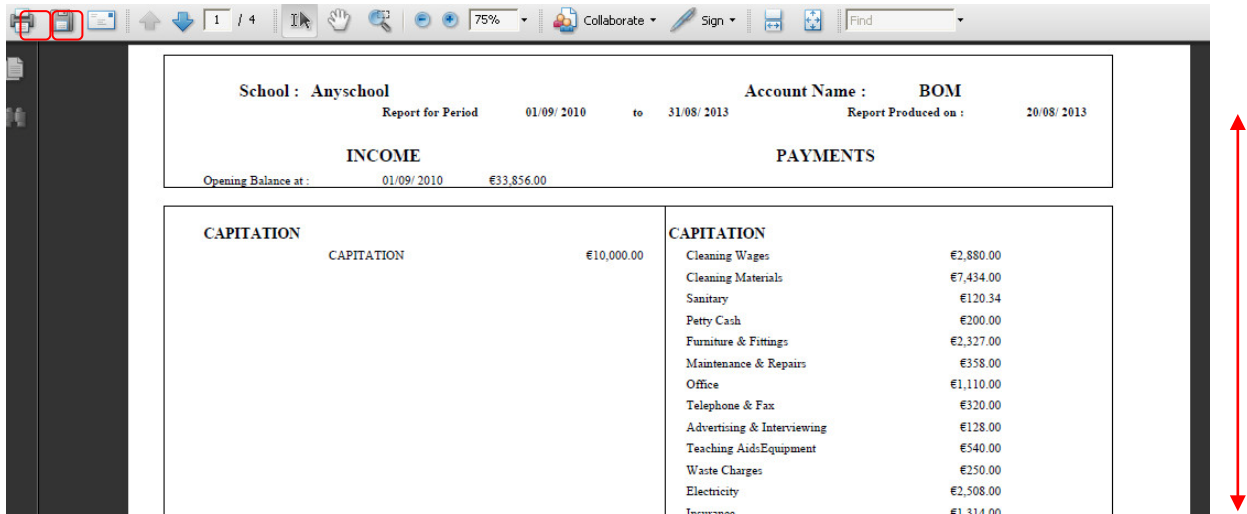 1 / 4 75% Collaborate Sign Find
School : Anyschool Account Name : BOM
Report for Period 01/09/2010 to 31/08/2013 Report Produced on : 20/08/2013
INCOME PAYMENTS
Opening Balance at : 01/09/2010 €33,856.00
CAPITATION CAPITATION
CAPITATION €10,000.00 Cleaning Wages €2,880.00
Cleaning Materials €7,434.00
Sanitary €120.34
Petty Cash €200.00
Furniture & Fittings €2,327.00
Maintenance & Repairs €358.00
Office €1,110.00
Telephone & Fax €320.00
Advertising & Interviewing €128.00
Teaching AidsEquipment €540.00
Waste Charges €250.00
Electricity €2,508.00
Insurance €1,314.00